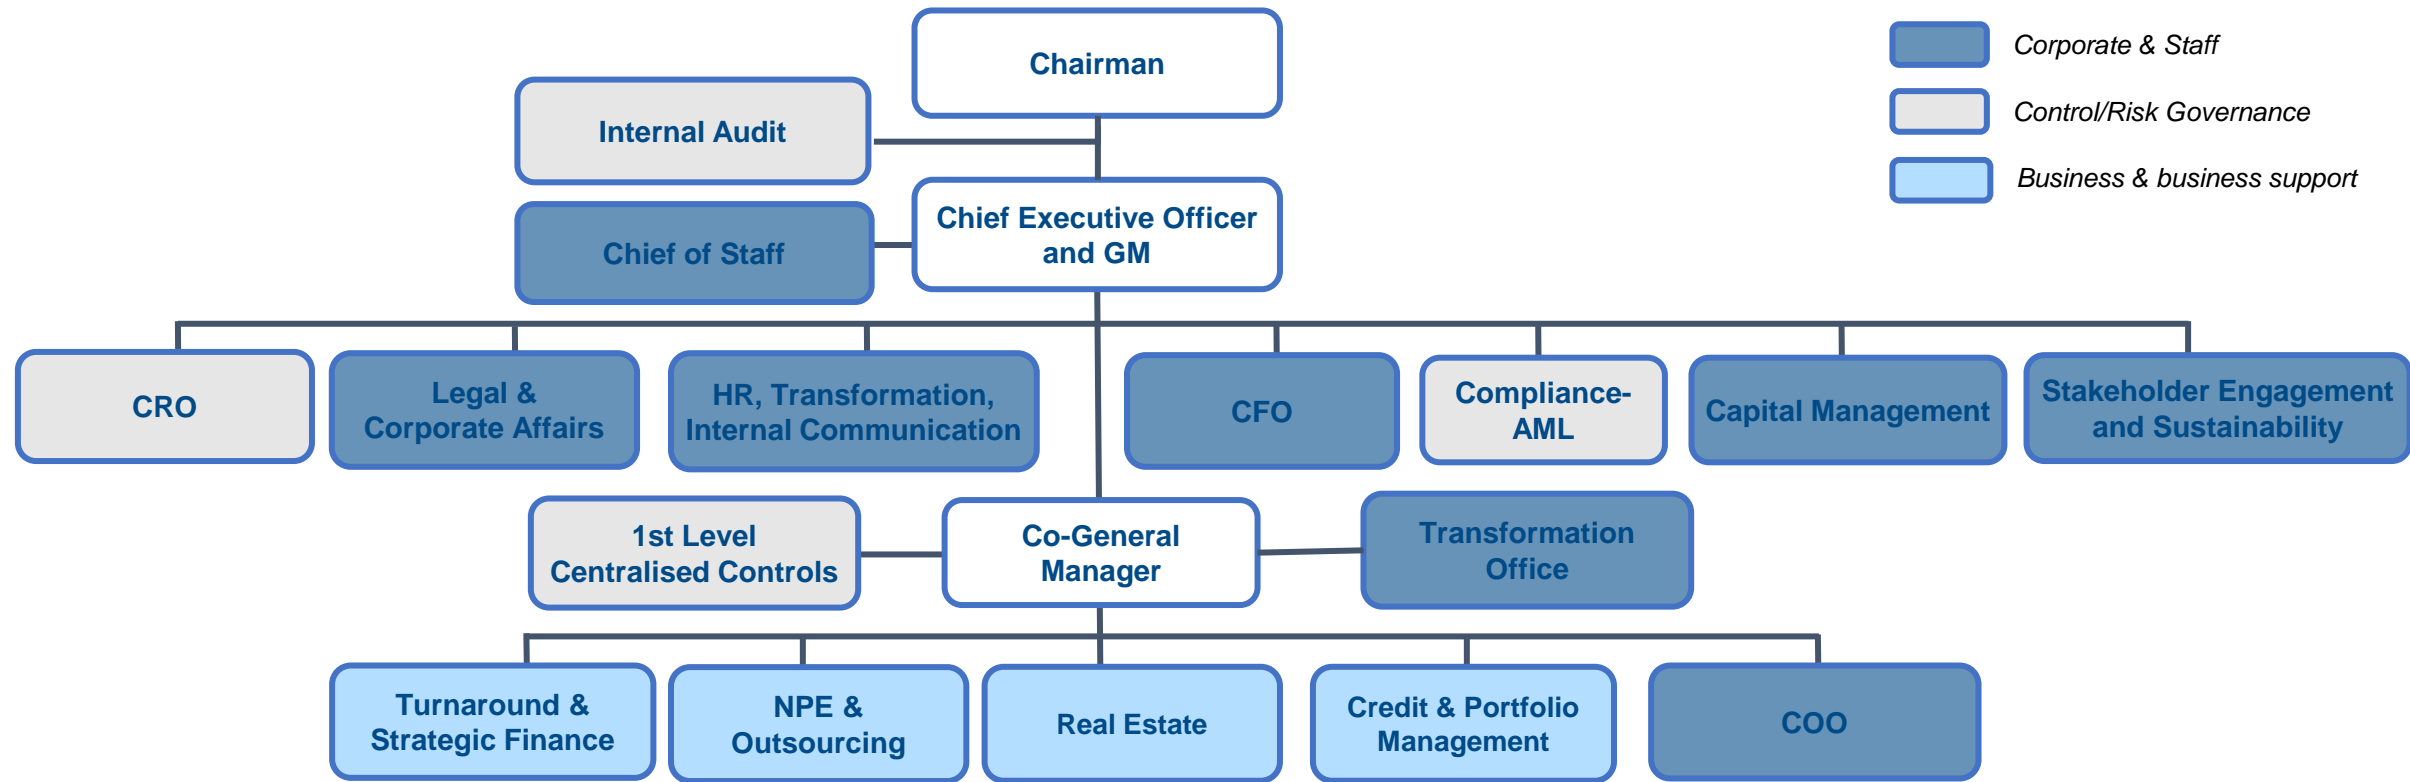 Chairman
Corporate & Staff
Control/Risk Governance
Business & business support
Internal Audit
Chief Executive Officer
and GM
Chief of Staff
CRO
Legal &
Corporate Affairs
HR, Transformation,
Internal Communication
CFO
Compliance-
AML
Capital Management
Stakeholder Engagement
and Sustainability
1st Level
Centralised Controls
Co-General
Manager
Transformation
Office
Turnaround &
Strategic Finance
NPE &
Outsourcing
Real Estate
Credit & Portfolio
Management
COO